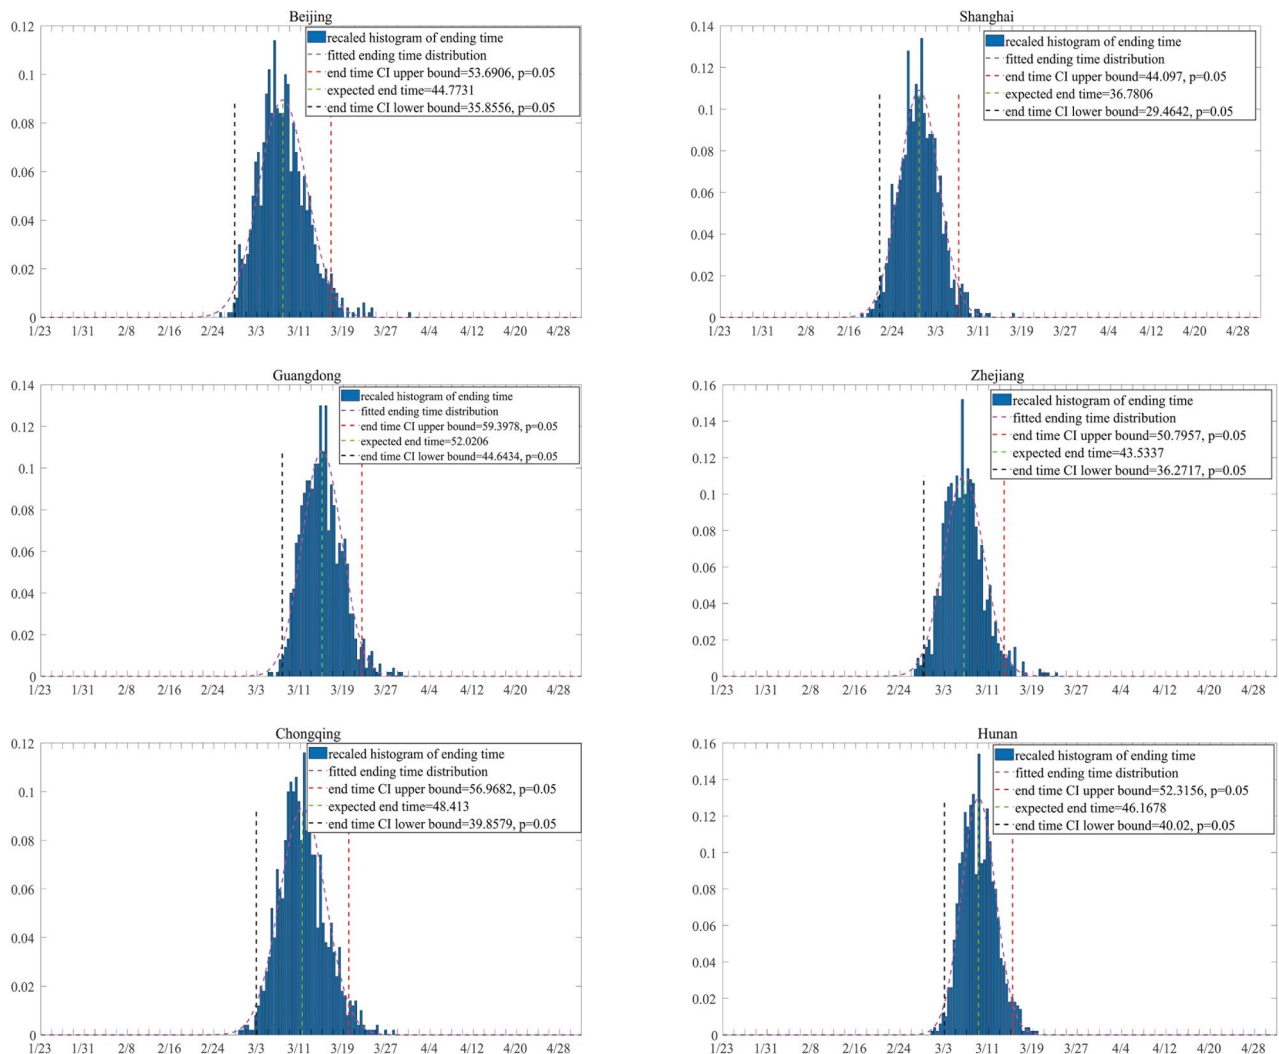 Beijing
0.12
0.1
0.08
0.06
0.04
0.02
0
recaled histogram of ending time
fitted ending time distribution
end time CI upper bound=53.6906, p=0.05
expected end time=44.7731
end time CI lower bound=35.8556, p=0.05
1/23 1/31 2/8 2/16 2/24 3/3 3/11 3/19 3/27 4/4 4/12 4/20 4/28
Shanghai
0.14
0.12
0.1
0.08
0.06
0.04
0.02
0
recaled histogram of ending time
fitted ending time distribution
end time CI upper bound=44.097, p=0.05
expected end time=36.7806
end time CI lower bound=29.4642, p=0.05
1/23 1/31 2/8 2/16 2/24 3/3 3/11 3/19 3/27 4/4 4/12 4/20 4/28
Guangdong
0.14
0.12
0.1
0.08
0.06
0.04
0.02
0
recaled histogram of ending time
fitted ending time distribution
end time CI upper bound=59.3978, p=0.05
expected end time=52.0206
end time CI lower bound=44.6434, p=0.05
1/23 1/31 2/8 2/16 2/24 3/3 3/11 3/19 3/27 4/4 4/12 4/20 4/28
Zhejiang
0.16
0.14
0.12
0.1
0.08
0.06
0.04
0.02
0
recaled histogram of ending time
fitted ending time distribution
end time CI upper bound=50.7957, p=0.05
expected end time=43.5337
end time CI lower bound=36.2717, p=0.05
1/23 1/31 2/8 2/16 2/24 3/3 3/11 3/19 3/27 4/4 4/12 4/20 4/28
Chongqing
0.12
0.1
0.08
0.06
0.04
0.02
0
recaled histogram of ending time
fitted ending time distribution
end time CI upper bound=56.9682, p=0.05
expected end time=48.413
end time CI lower bound=39.8579, p=0.05
1/23 1/31 2/8 2/16 2/24 3/3 3/11 3/19 3/27 4/4 4/12 4/20 4/28
Hunan
0.16
0.14
0.12
0.1
0.08
0.06
0.04
0.02
0
recaled histogram of ending time
fitted ending time distribution
end time CI upper bound=52.3156, p=0.05
expected end time=46.1678
end time CI lower bound=40.02, p=0.05
1/23 1/31 2/8 2/16 2/24 3/3 3/11 3/19 3/27 4/4 4/12 4/20 4/28